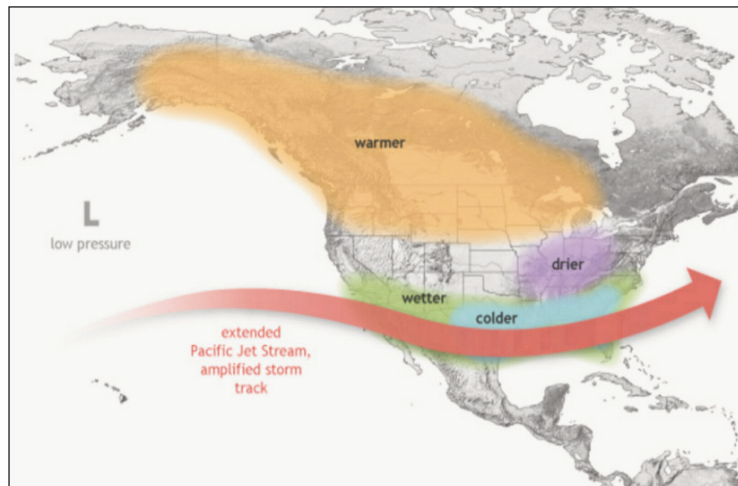 warmer
L
low pressure
drier
wetter
colder
extended
Pacific Jet Stream,
amplified storm
track